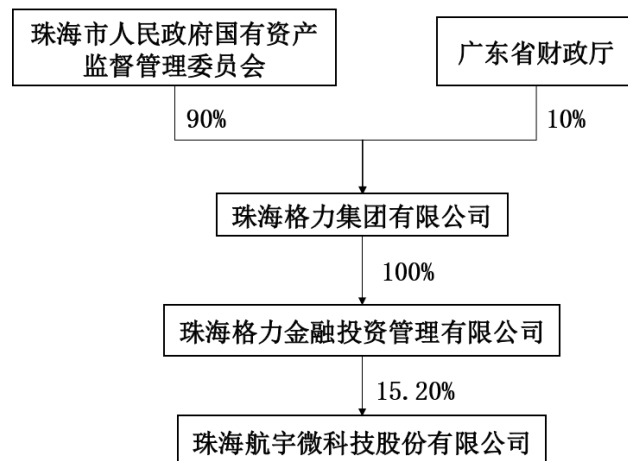 珠海市人民政府国有资产
监督管理委员会
广东省财政厅
90%
10%
珠海格力集团有限公司
100%
珠海格力金融投资管理有限公司
15.20%
珠海航宇微科技股份有限公司